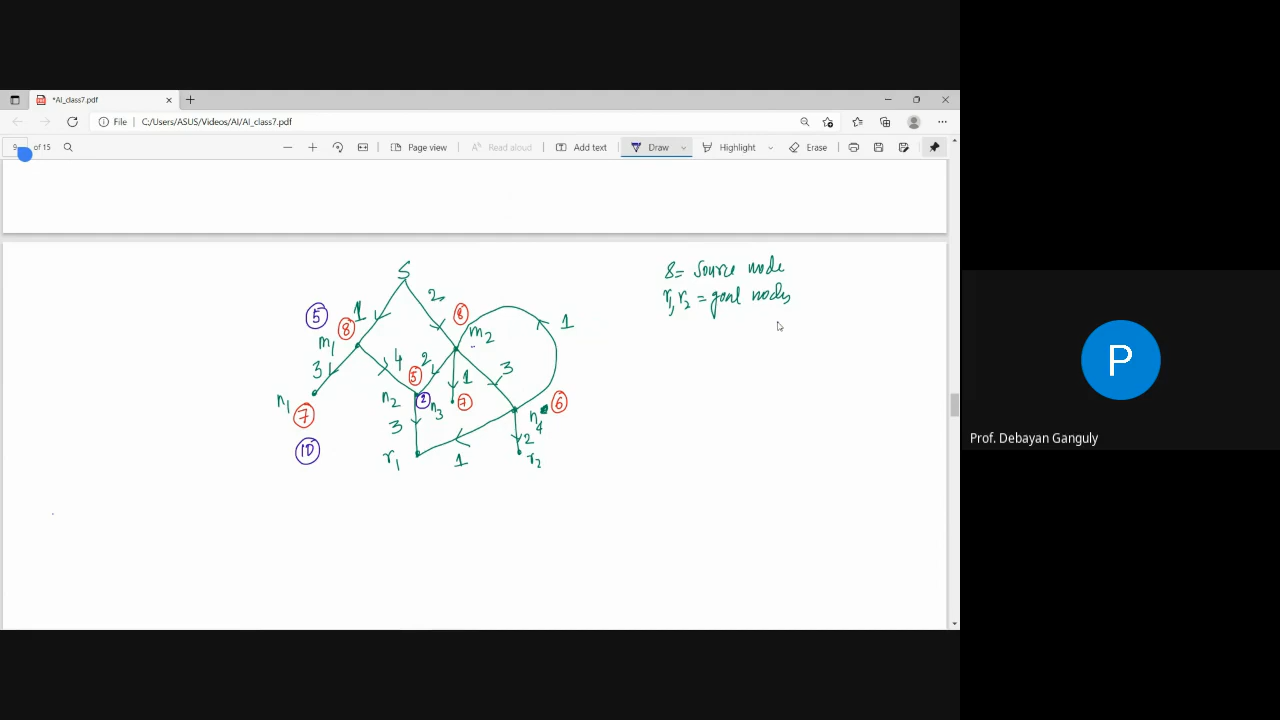 *AI_class7.pdf
File C:/Users/ASUS/Videos/AI/AI_class7.pdf
9 of 15
Page view
Read aloud
Add text
Draw
Highlight
Erase
S
8= Source node
r1, r2 = goal nodes
5 1 2 8 1
8
m1 m2
3 4 2 3
5 1
n1 n2 2 n3 7 n4 6
7 3 2
10 r1 1 r2
P
Prof. Debayan Ganguly